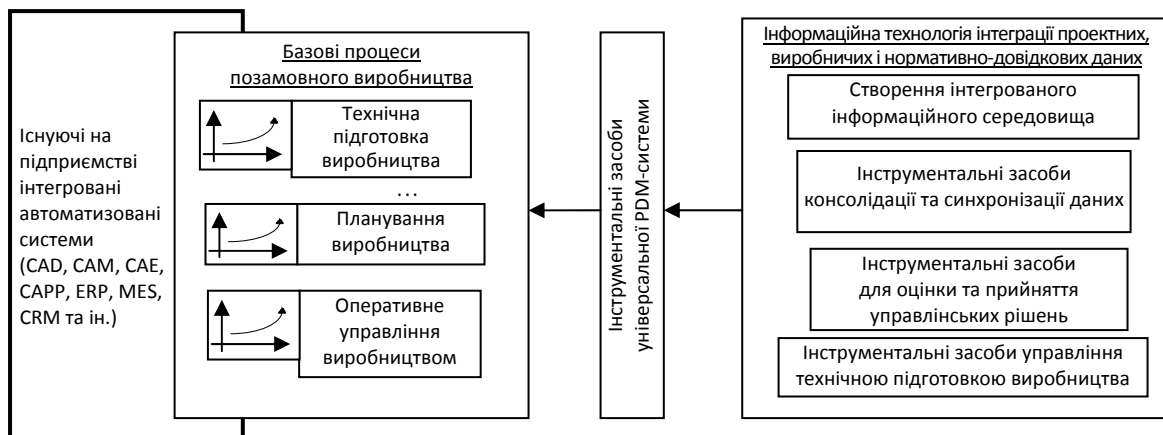 Існуючі на
підприємстві
інтегровані
автоматизовані
системи
(CAD, CAM, CAE,
CAPP, ERP, MES,
CRM та ін.)
Базові процеси
позамовного виробництва
Технічна
підготовка
виробництва
...
Планування
виробництва
Оперативне
управління
виробництвом
Інструментальні засоби
універсальної PDM-системи
Інформаційна технологія інтеграції проектних,
виробничих і нормативно-довідкових даних
Створення інтегрованого
інформаційного середовища
Інструментальні засоби
консолідації та синхронізації даних
Інструментальні засоби
для оцінки та прийняття
управлінських рішень
Інструментальні засоби управління
технічною підготовкою виробництва